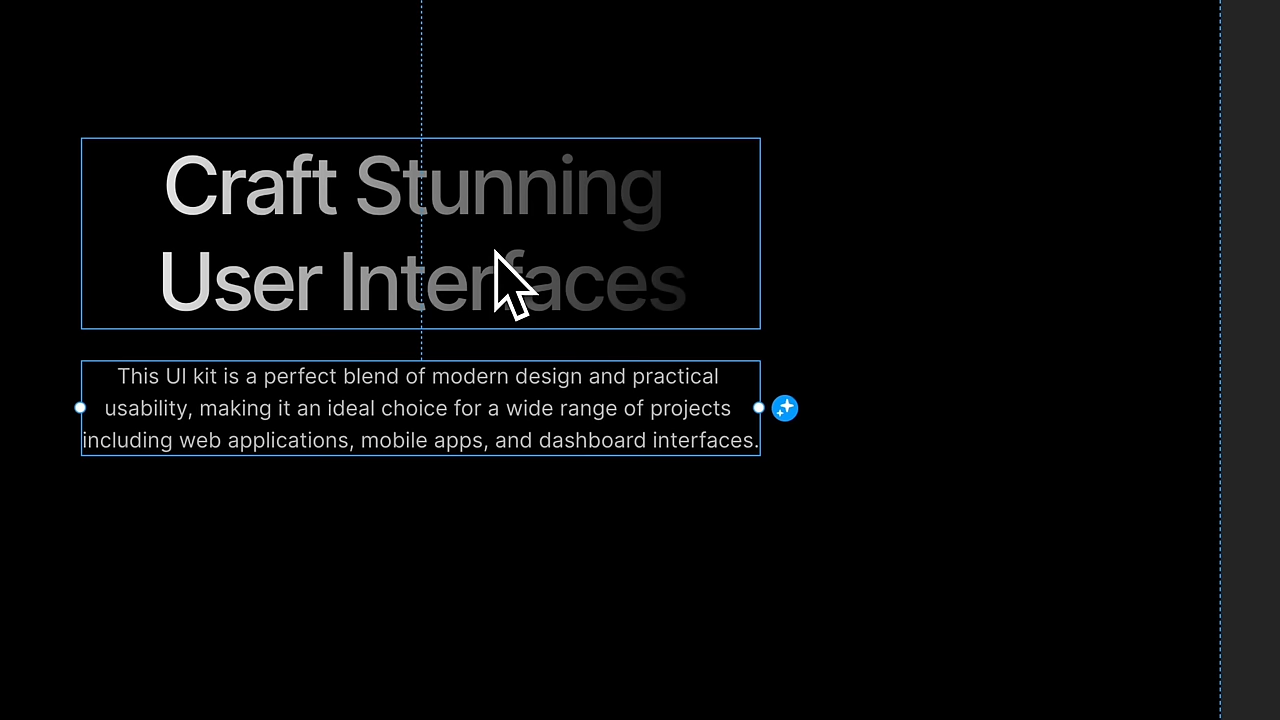 Craft Stunning
User Interfaces
This UI kit is a perfect blend of modern design and practical
usability, making it an ideal choice for a wide range of projects
including web applications, mobile apps, and dashboard interfaces.